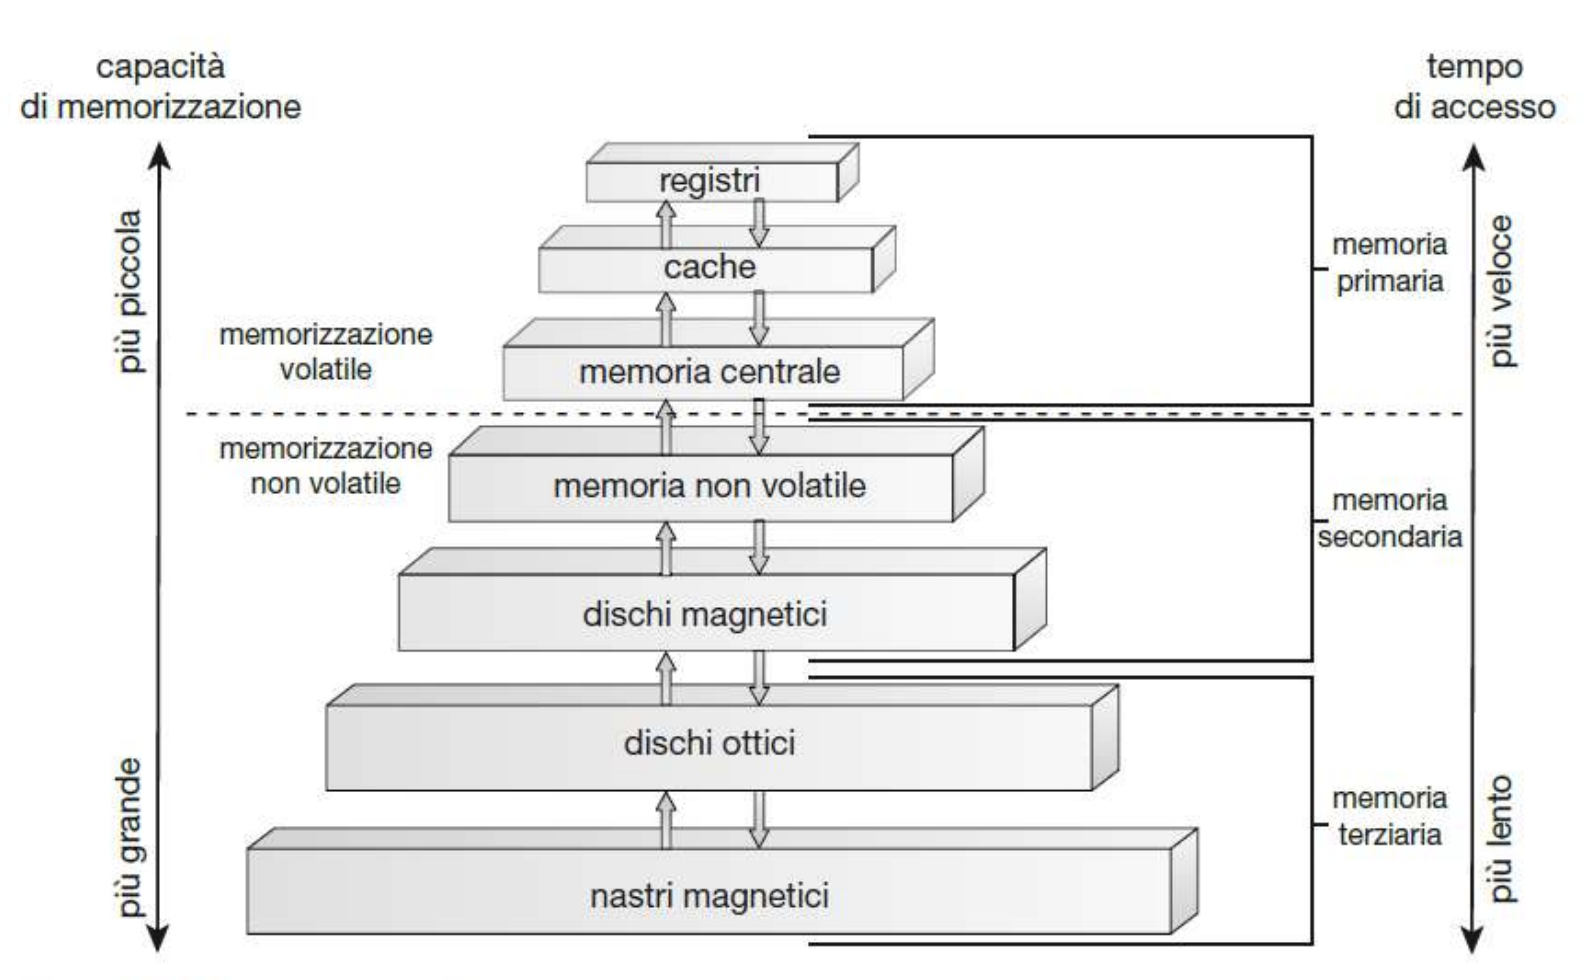 capacità
di memorizzazione
tempo
di accesso
più piccola
più grande
registri
cache
memorizzazione
volatile
memoria centrale
memorizzazione
non volatile
memoria non volatile
dischi magnetici
dischi ottici
nastri magnetici
memoria
primaria
memoria
secondaria
memoria
terziaria
più veloce
più lento